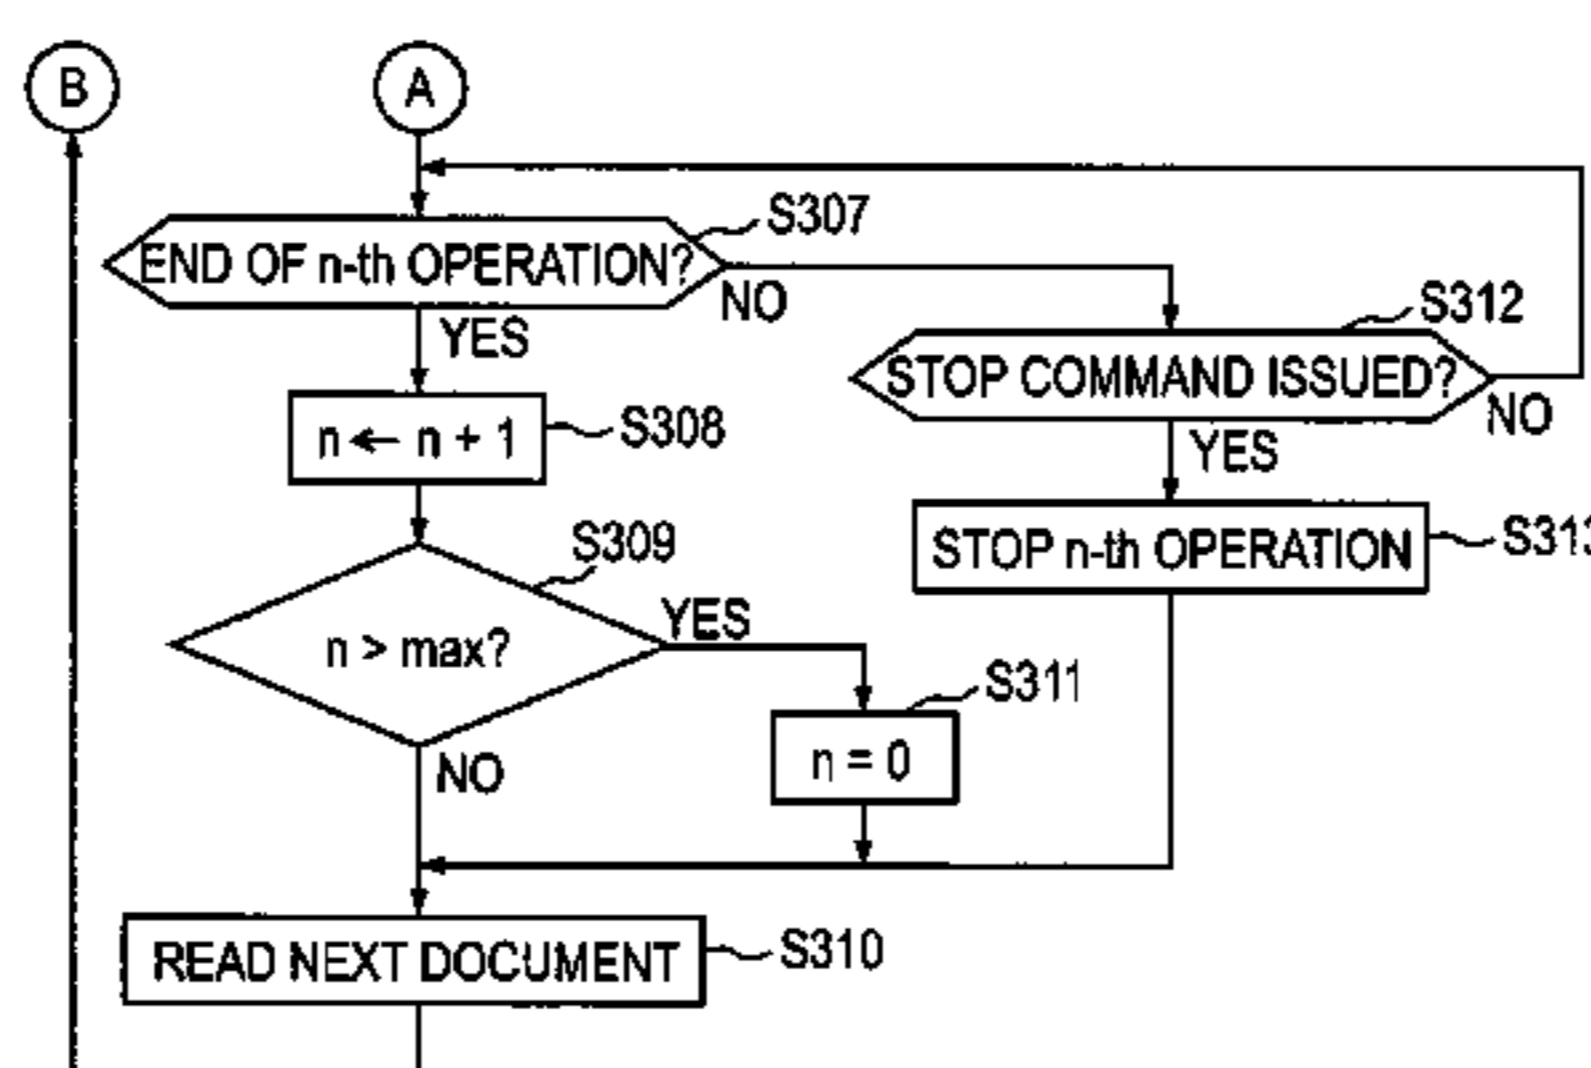 B
A
S307
END OF n-th OPERATION?
NO
YES
S312
STOP COMMAND ISSUED?
NO
YES
n ← n + 1
S308
S309
n > max?
YES
NO
STOP n-th OPERATION
S313
S311
n = 0
READ NEXT DOCUMENT
S310